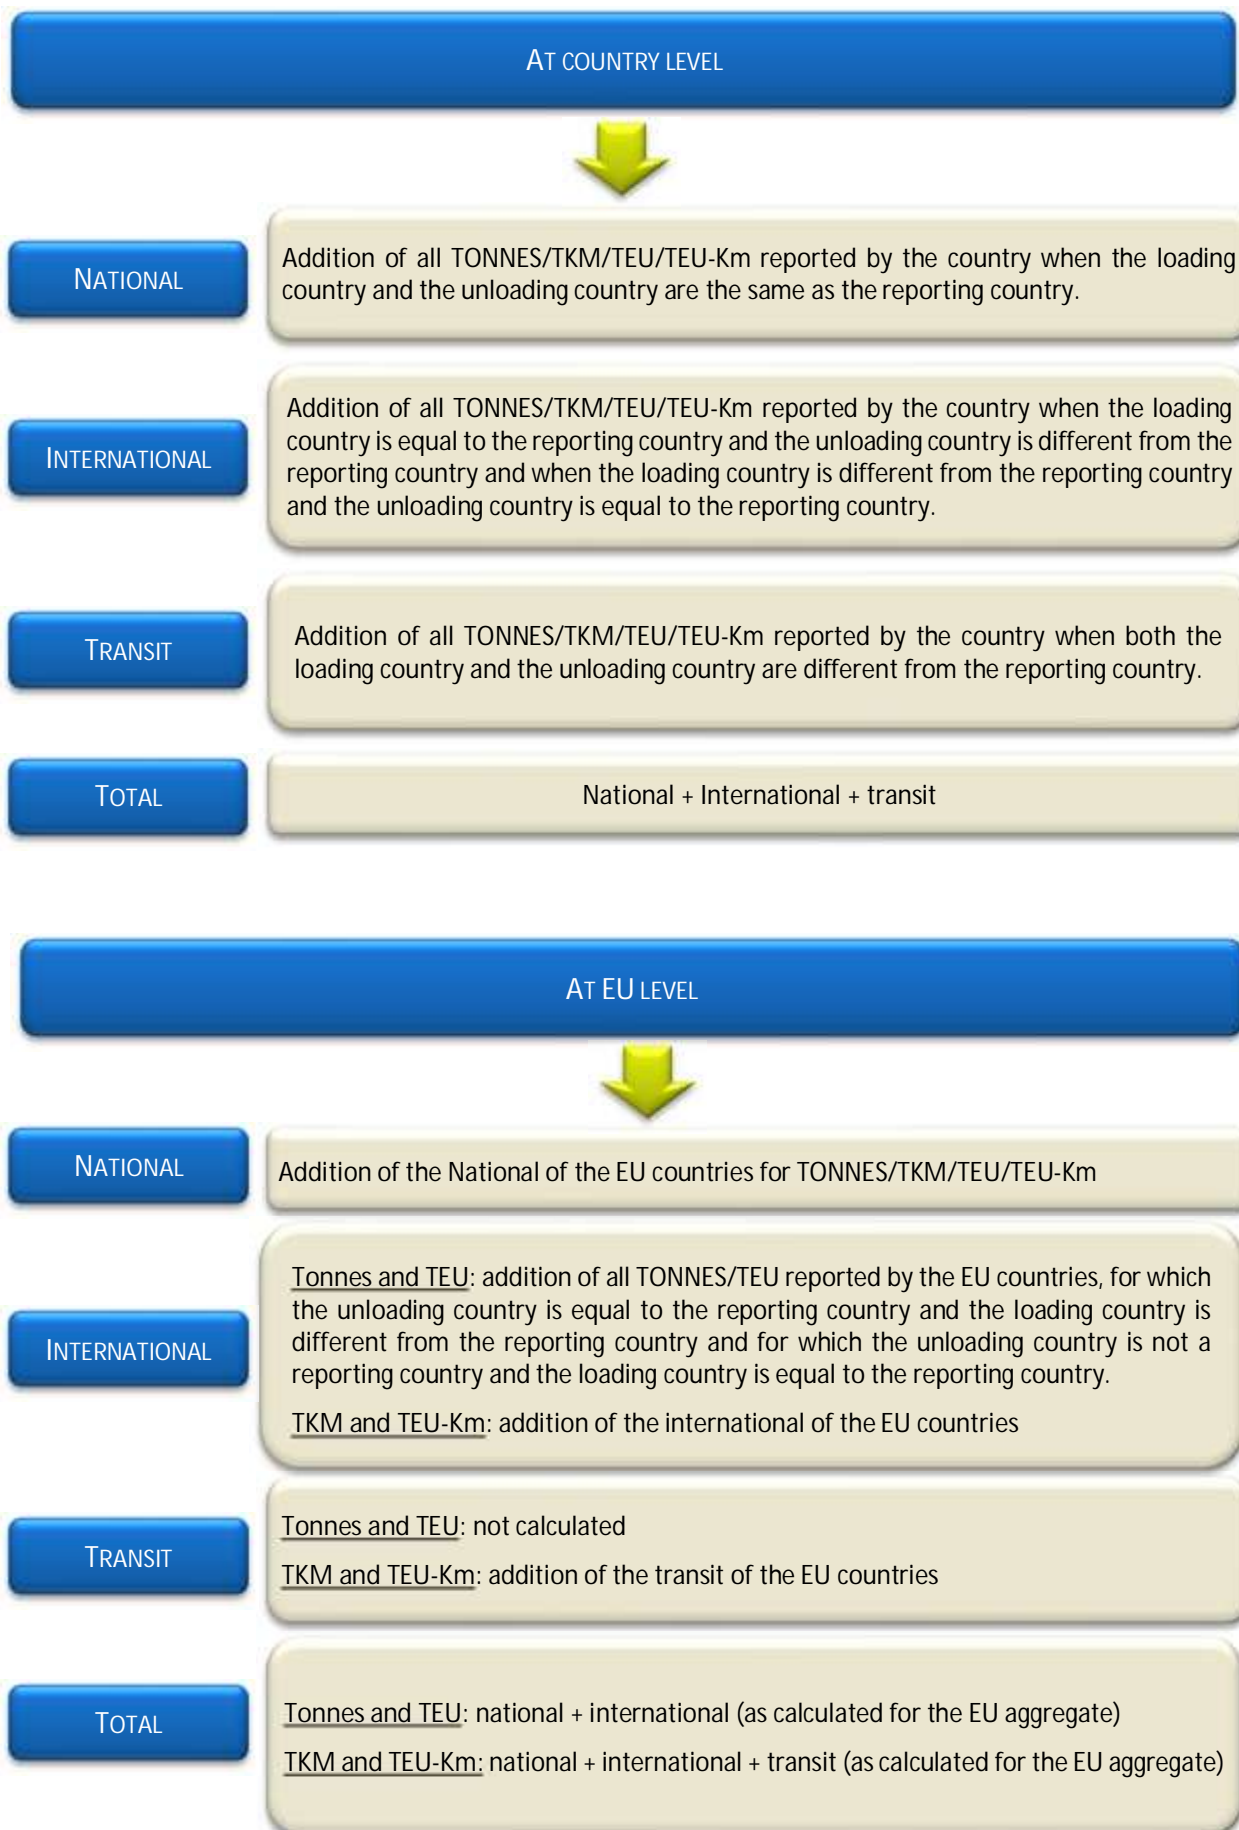 AT COUNTRY LEVEL
NATIONAL
Addition of all TONNES/TKM/TEU/TEU-Km reported by the country when the loading
country and the unloading country are the same as the reporting country.
INTERNATIONAL
Addition of all TONNES/TKM/TEU/TEU-Km reported by the country when the loading
country is equal to the reporting country and the unloading country is different from the
reporting country and when the loading country is different from the reporting country
and the unloading country is equal to the reporting country.
TRANSIT
Addition of all TONNES/TKM/TEU/TEU-Km reported by the country when both the
loading country and the unloading country are different from the reporting country.
TOTAL
National + International + transit
AT EU LEVEL
NATIONAL
Addition of the National of the EU countries for TONNES/TKM/TEU/TEU-Km
INTERNATIONAL
Tonnes and TEU: addition of all TONNES/TEU reported by the EU countries, for which
the unloading country is equal to the reporting country and the loading country is
different from the reporting country and for which the unloading country is not a
reporting country and the loading country is equal to the reporting country.
TKM and TEU-Km: addition of the international of the EU countries
TRANSIT
Tonnes and TEU: not calculated
TKM and TEU-Km: addition of the transit of the EU countries
TOTAL
Tonnes and TEU: national + international (as calculated for the EU aggregate)
TKM and TEU-Km: national + international + transit (as calculated for the EU aggregate)